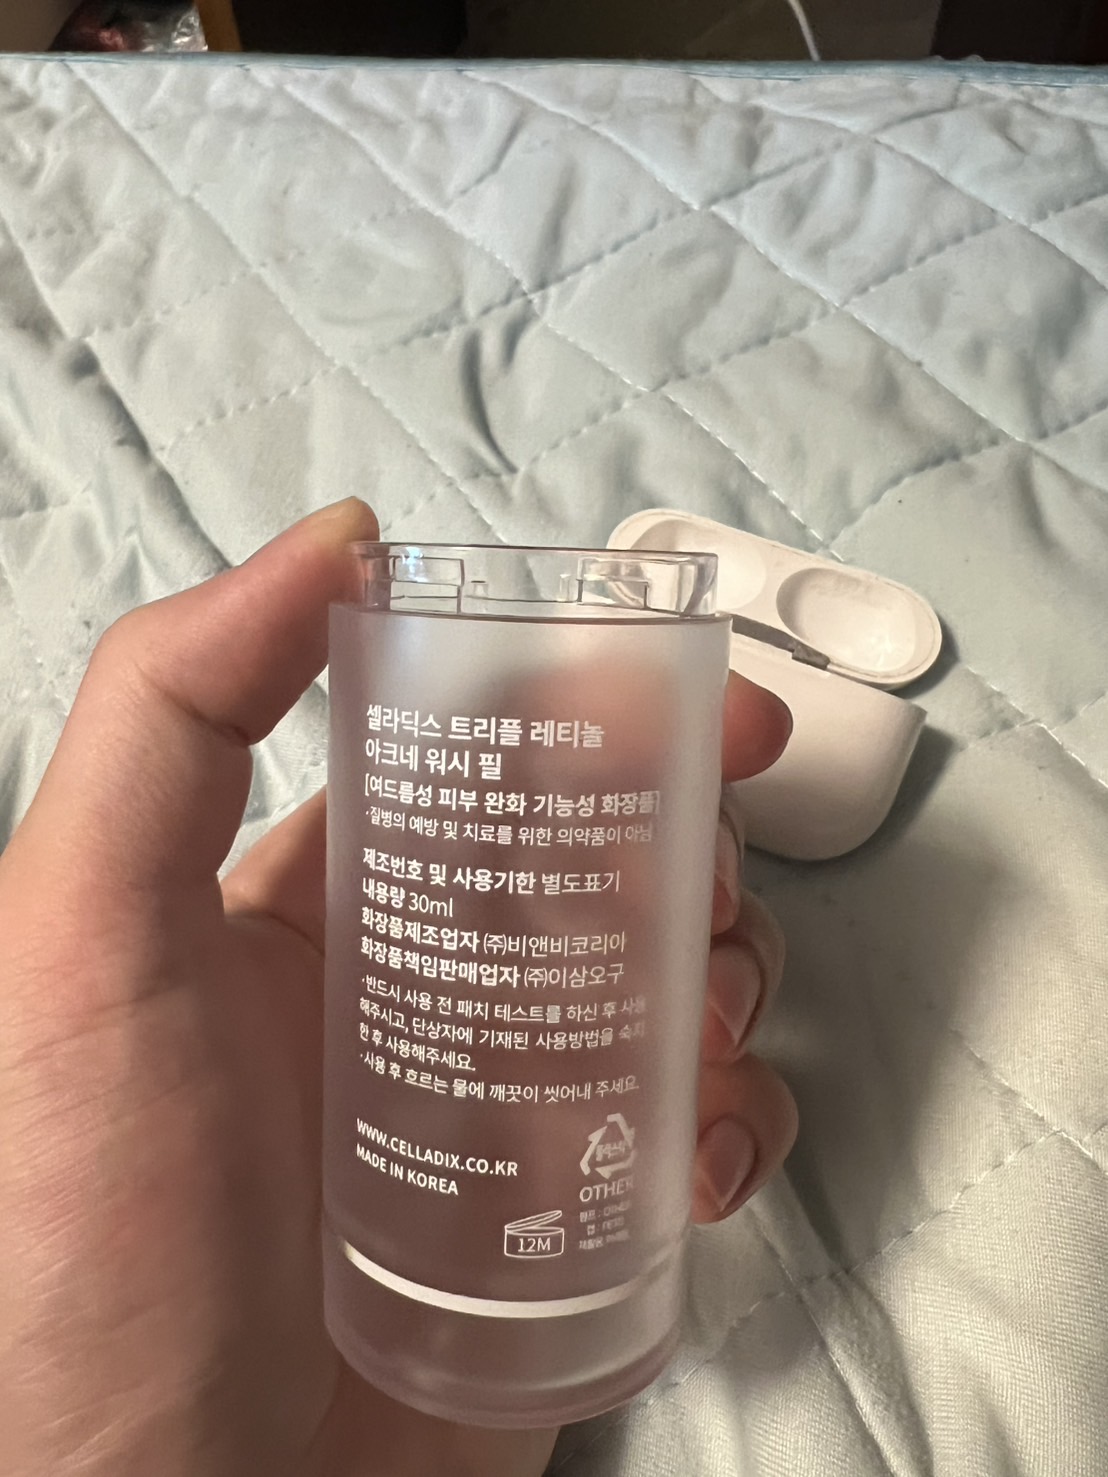 셀라딕스 트리플 레티놀
아크네 워시 필
[여드름성 피부 완화 기능성 화장품]
·질병의 예방 및 치료를 위한 의약품이 아님
제조번호 및 사용기한 별도표기
내용량 30ml
화장품제조업자 ㈜비앤비코리아
화장품책임판매업자 ㈜이삼오구
·반드시 사용 전 패치 테스트를 하신 후 사용
해주시고, 단상자에 기재된 사용방법을 숙지
한 후 사용해주세요.
·사용 후 흐르는 물에 깨끗이 씻어내 주세요.
WWW.CELLADIX.CO.KR
MADE IN KOREA
OTHER
12M